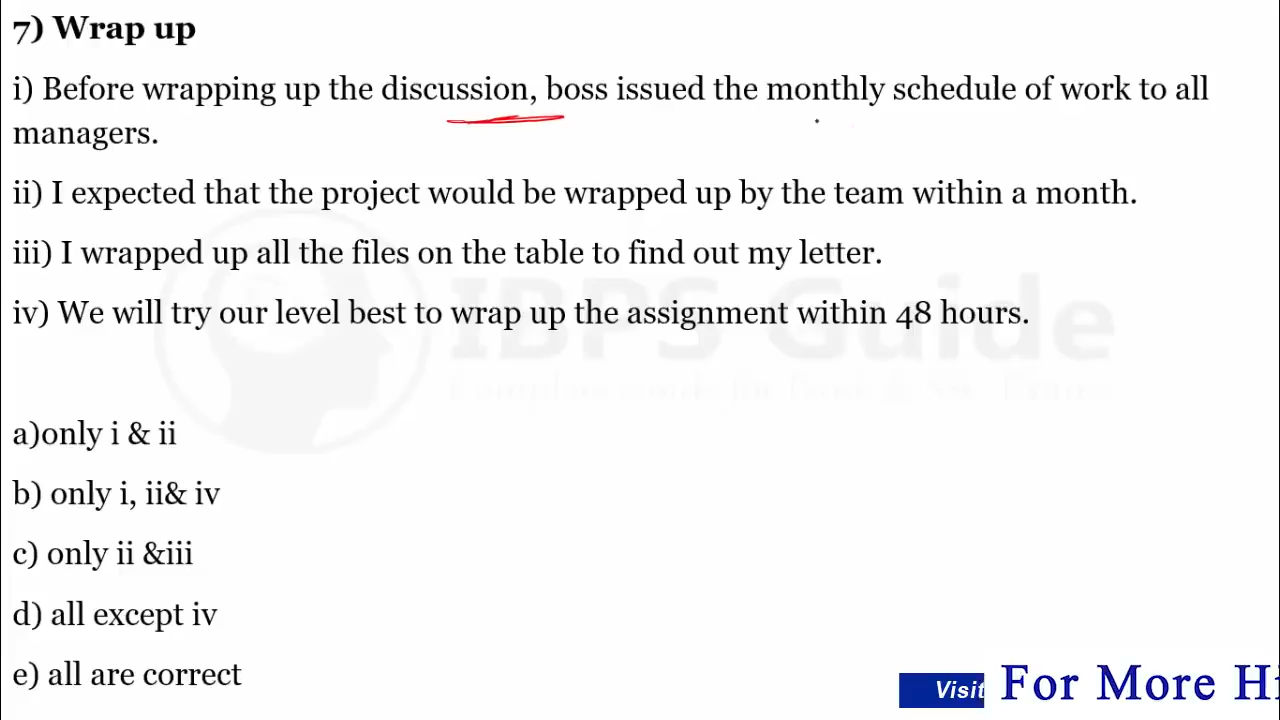 7) Wrap up
i) Before wrapping up the discussion, boss issued the monthly schedule of work to all
managers.
ii) I expected that the project would be wrapped up by the team within a month.
iii) I wrapped up all the files on the table to find out my letter.
iv) We will try our level best to wrap up the assignment within 48 hours.
IBPS Guide
a)only i & ii
b) only i, ii& iv
c) only ii &iii
d) all except iv
e) all are correct
Visit For More Hi